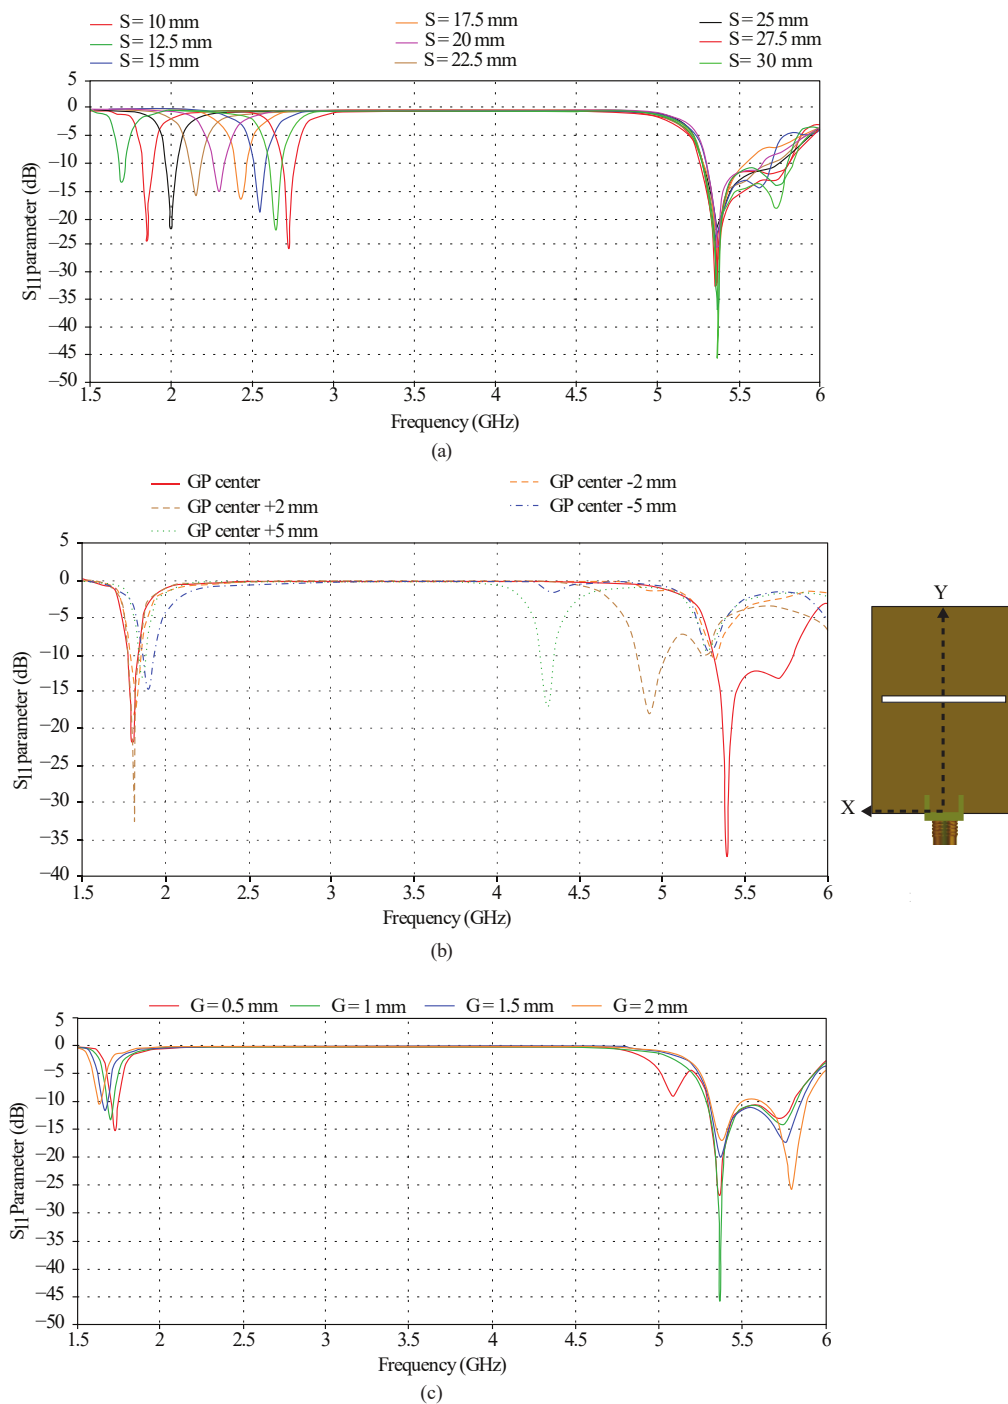 S = 10 mm
S = 12.5 mm
S = 15 mm
S = 17.5 mm
S = 20 mm
S = 22.5 mm
S = 25 mm
S = 27.5 mm
S = 30 mm
S11 parameter (dB)
5
0
−5
−10
−15
−20
−25
−30
−35
−40
−45
−50
1.5 2 2.5 3 3.5 4 4.5 5 5.5 6
Frequency (GHz)
(a)
GP center
GP center +2 mm
GP center +5 mm
GP center -2 mm
GP center -5 mm
S11 parameter (dB)
5
0
−5
−10
−15
−20
−25
−30
−35
−40
1.5 2 2.5 3 3.5 4 4.5 5 5.5 6
Frequency (GHz)
Y
X
(b)
G = 0.5 mm G = 1 mm G = 1.5 mm G = 2 mm
S11 Parameter (dB)
5
0
−5
−10
−15
−20
−25
−30
−35
−40
−45
−50
1.5 2 2.5 3 3.5 4 4.5 5 5.5 6
Frequency (GHz)
(c)